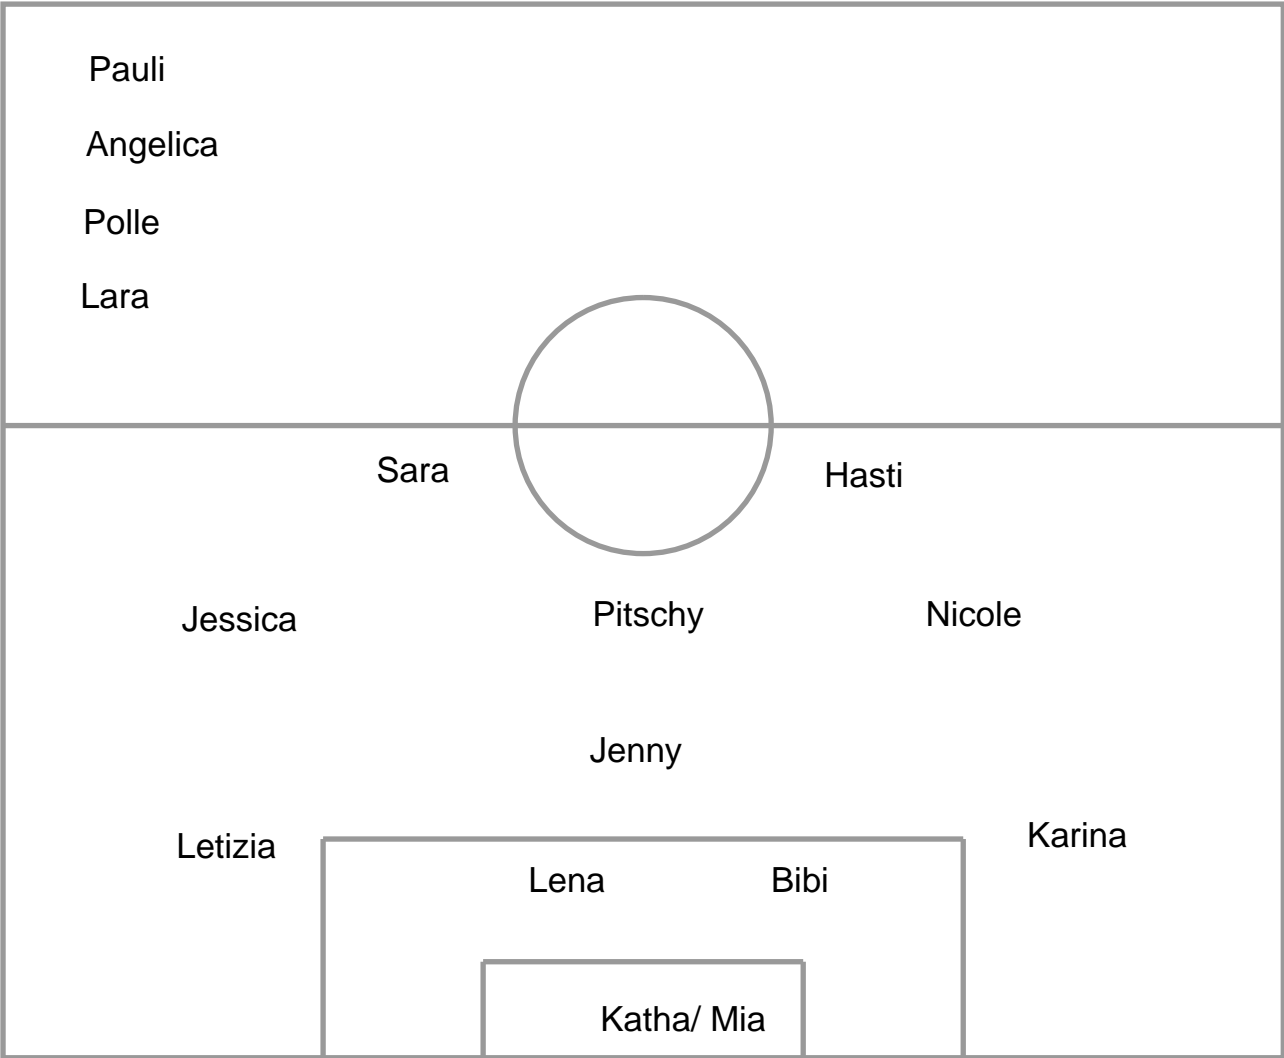 Pauli
Angelica
Polle
Lara
Sara
Hasti
Jessica
Pitschy
Nicole
Jenny
Letizia
Karina
Lena
Bibi
Katha/ Mia